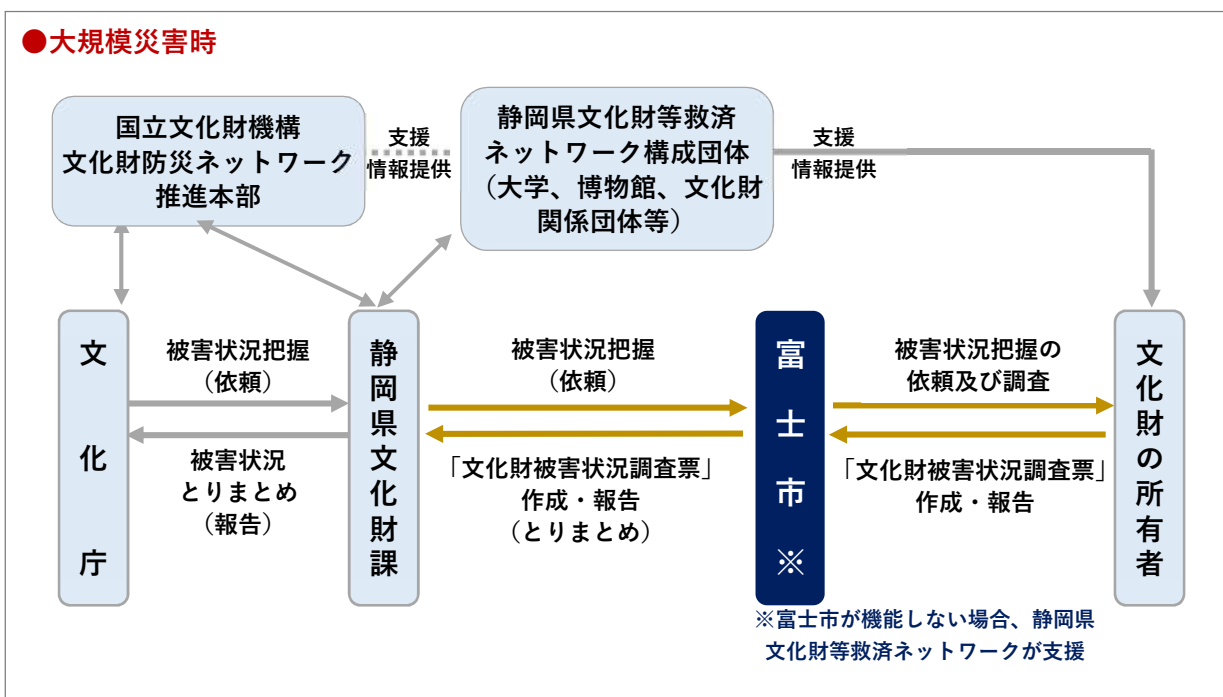 ●大規模災害時
国立文化財機構
文化財防災ネットワーク
推進本部
支援
情報提供
静岡県文化財等救済
ネットワーク構成団体
（大学、博物館、文化財
関係団体等）
支援
情報提供
文化庁
被害状況把握
（依頼）
被害状況
とりまとめ
（報告）
静岡県文化財課
被害状況把握
（依頼）
「文化財被害状況調査票」
作成・報告
（とりまとめ）
富士市※
被害状況把握の
依頼及び調査
「文化財被害状況調査票」
作成・報告
文化財の所有者
※富士市が機能しない場合、静岡県
文化財等救済ネットワークが支援